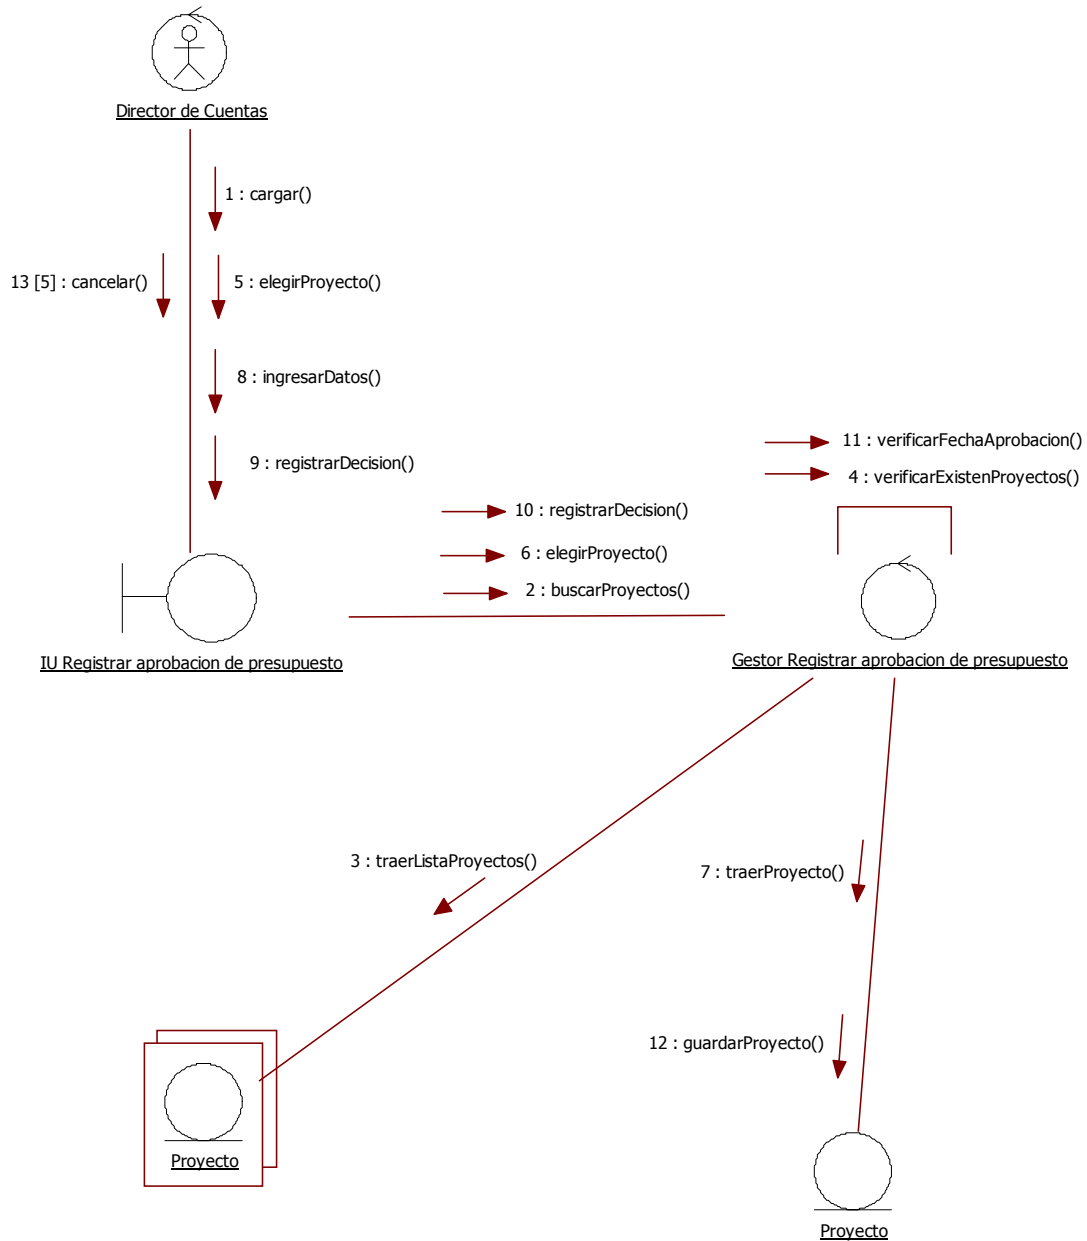 Director de Cuentas
1 : cargar()
13 [5] : cancelar()
5 : elegirProyecto()
8 : ingresarDatos()
9 : registrarDecision()
11 : verificarFechaAprobacion()
4 : verificarExistenProyectos()
10 : registrarDecision()
6 : elegirProyecto()
2 : buscarProyectos()
IU Registrar aprobacion de presupuesto
Gestor Registrar aprobacion de presupuesto
3 : traerListaProyectos()
7 : traerProyecto()
12 : guardarProyecto()
Proyecto
Proyecto